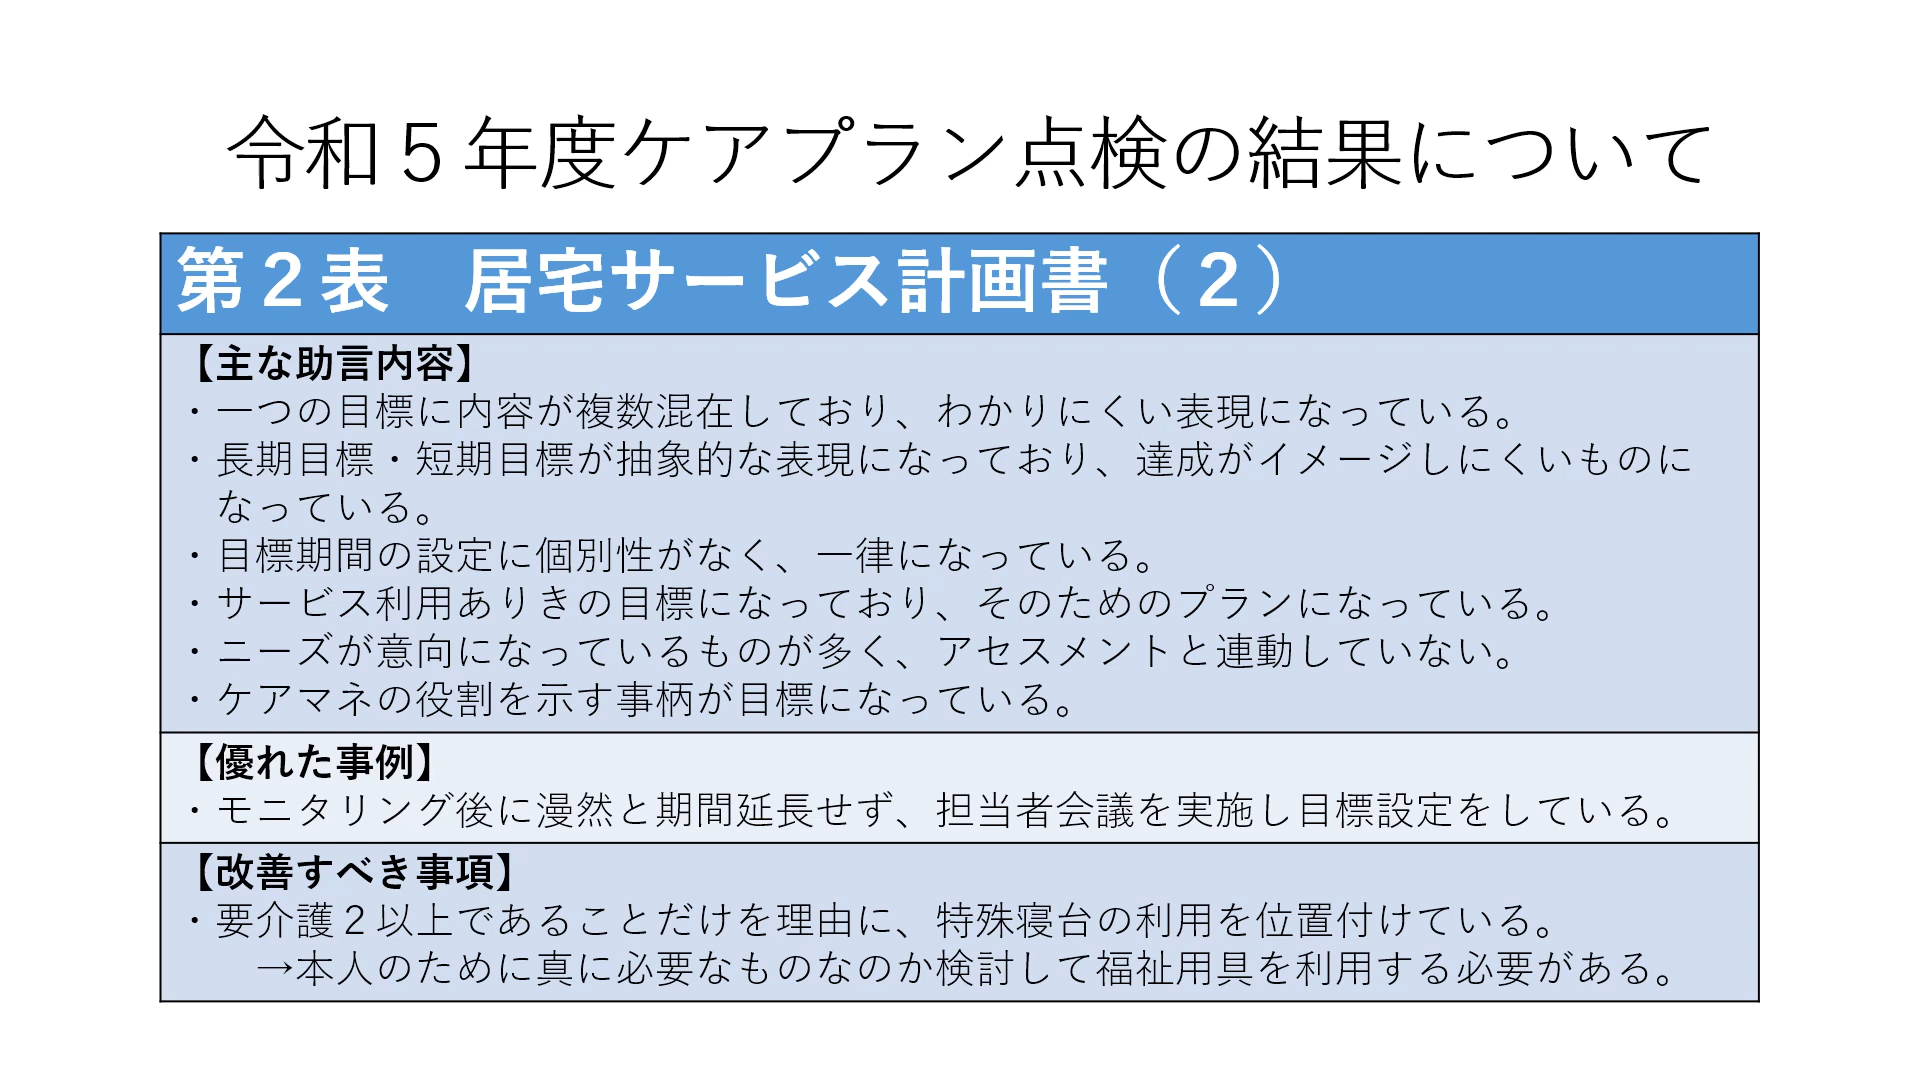 令和５年度ケアプラン点検の結果について
第２表　居宅サービス計画書（２）
【主な助言内容】
・一つの目標に内容が複数混在しており、わかりにくい表現になっている。
・長期目標・短期目標が抽象的な表現になっており、達成がイメージしにくいものに
なっている。
・目標期間の設定に個別性がなく、一律になっている。
・サービス利用ありきの目標になっており、そのためのプランになっている。
・ニーズが意向になっているものが多く、アセスメントと連動していない。
・ケアマネの役割を示す事柄が目標になっている。
【優れた事例】
・モニタリング後に漫然と期間延長せず、担当者会議を実施し目標設定をしている。
【改善すべき事項】
・要介護２以上であることだけを理由に、特殊寝台の利用を位置付けている。
→本人のために真に必要なものなのか検討して福祉用具を利用する必要がある。